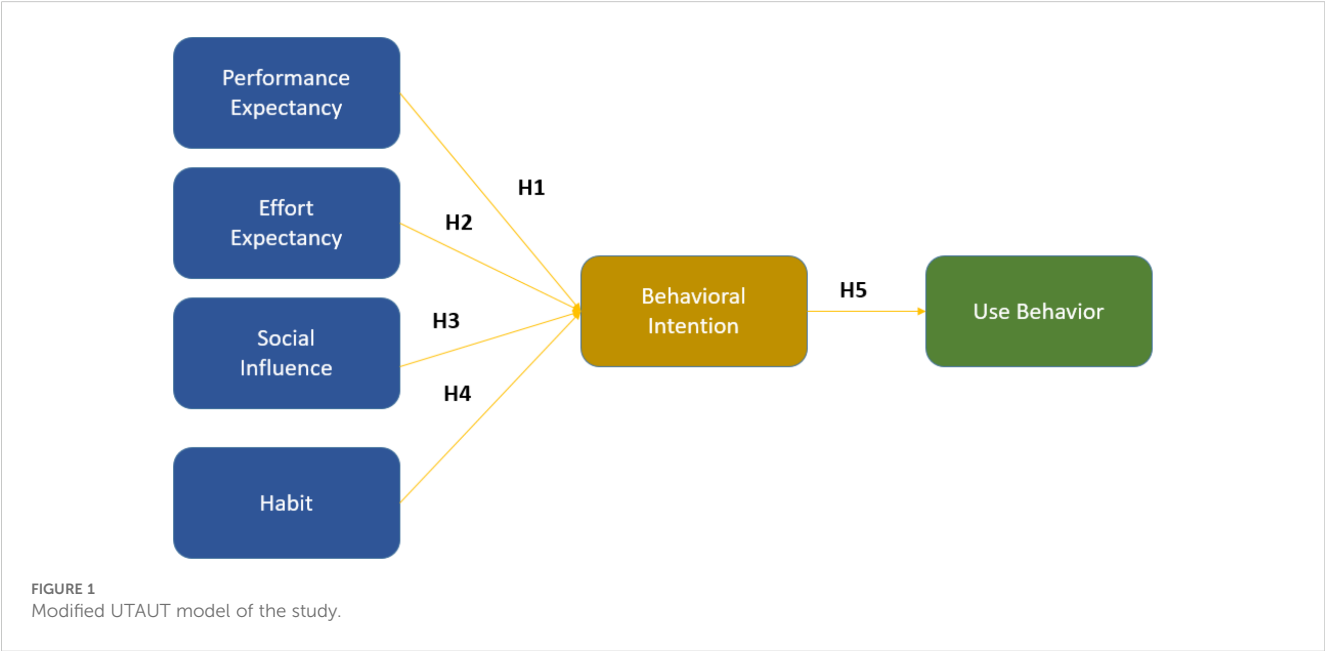 Performance
Expectancy
H1
Effort
Expectancy
H2
Social
Influence
H3
Habit
H4
Behavioral
Intention
H5
Use Behavior
FIGURE 1
Modified UTAUT model of the study.